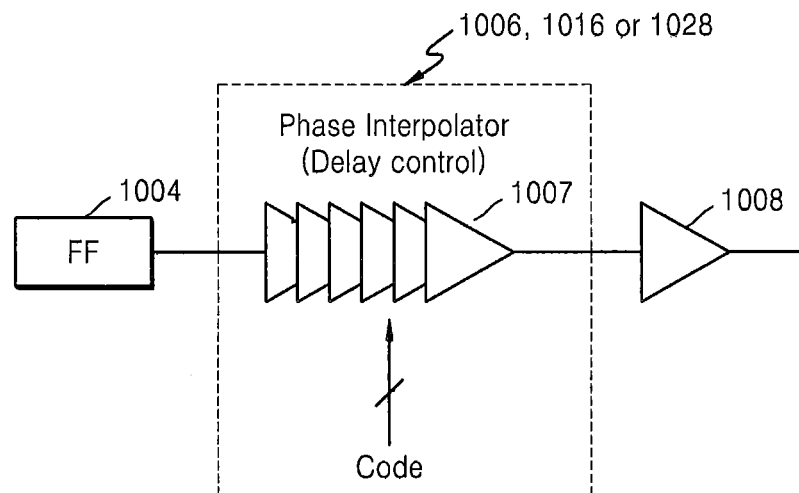 1006, 1016 or 1028
Phase Interpolator
(Delay control)
1004
1007
1008
FF
Code